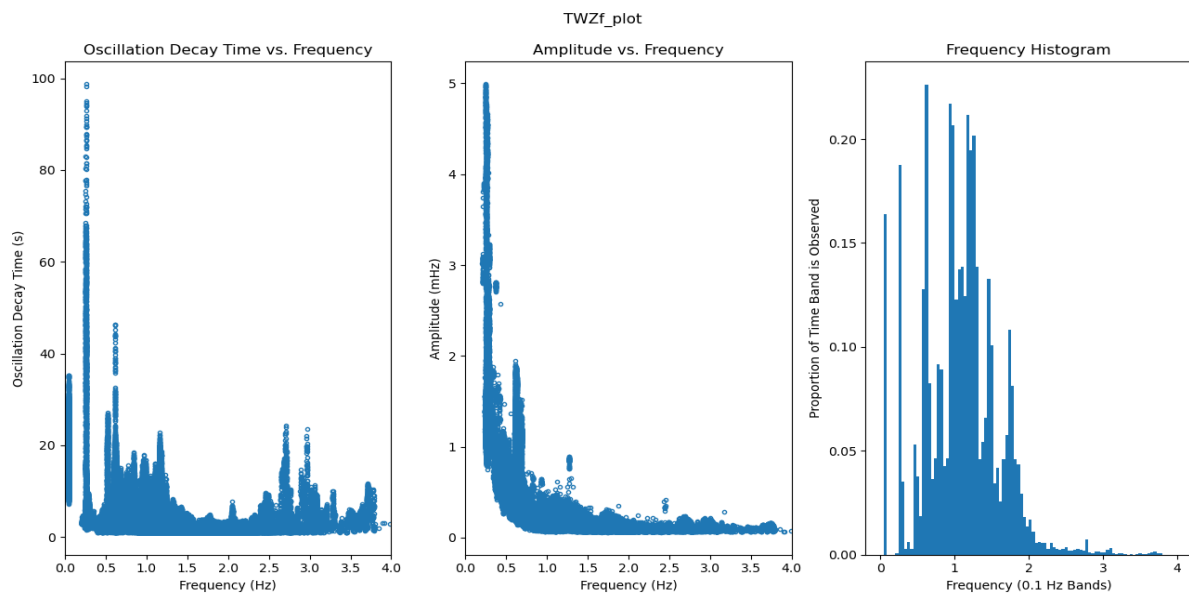 TWZf_plot
Oscillation Decay Time vs. Frequency
Oscillation Decay Time (s)
100
80
60
40
20
0
0.0 0.5 1.0 1.5 2.0 2.5 3.0 3.5 4.0
Frequency (Hz)
Amplitude vs. Frequency
Amplitude (mHz)
5
4
3
2
1
0
0.0 0.5 1.0 1.5 2.0 2.5 3.0 3.5 4.0
Frequency (Hz)
Frequency Histogram
Proportion of Time Band is Observed
0.20
0.15
0.10
0.05
0.00
0 1 2 3 4
Frequency (0.1 Hz Bands)